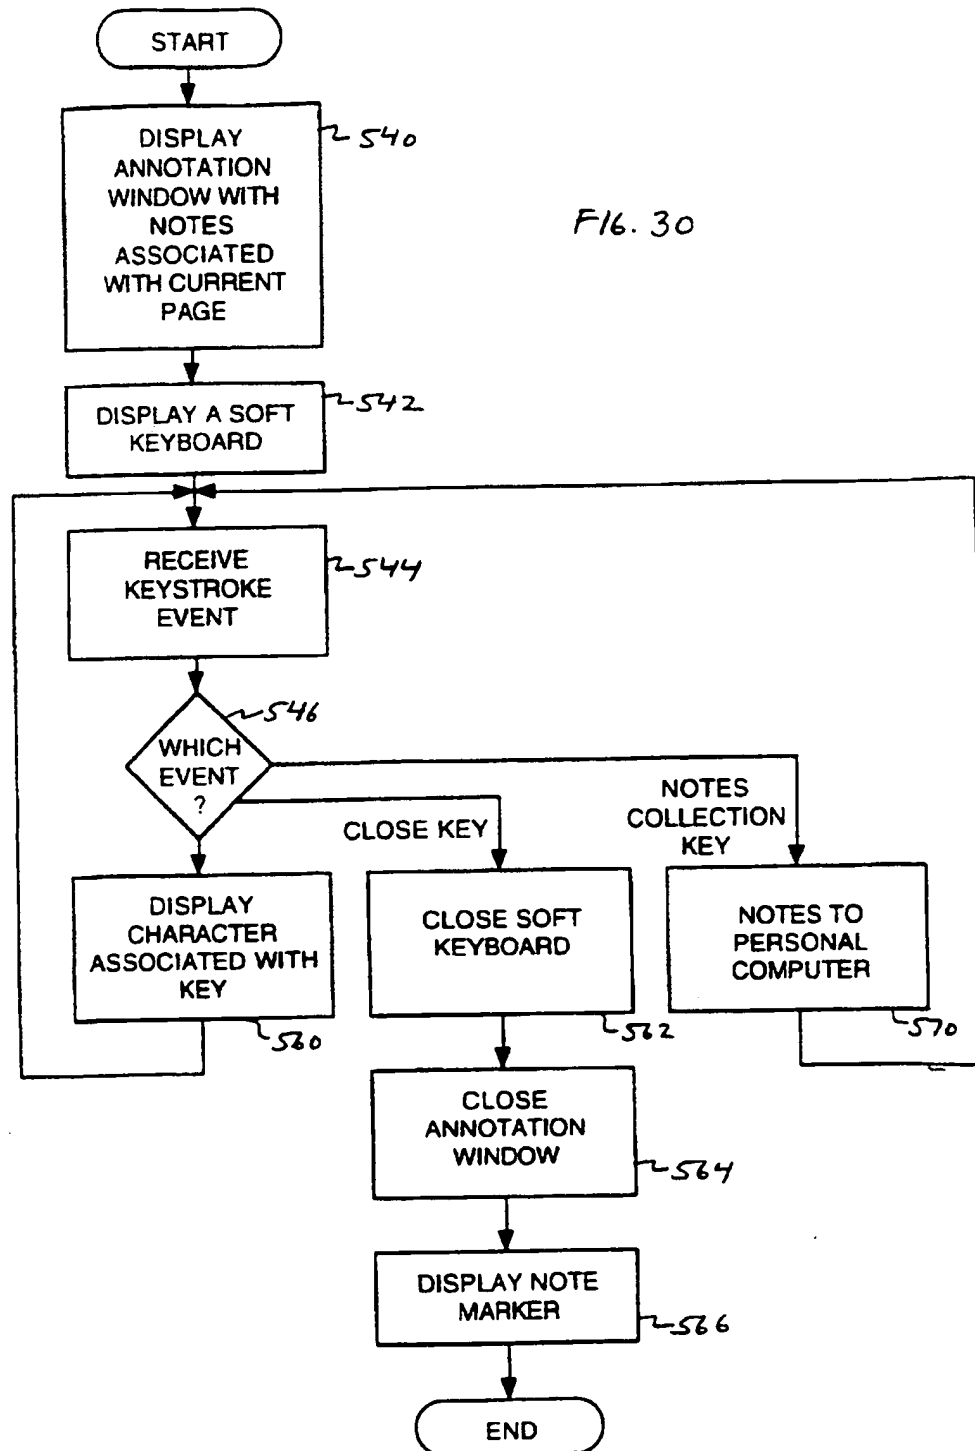 START
DISPLAY
ANNOTATION
WINDOW WITH
NOTES
ASSOCIATED
WITH CURRENT
PAGE
540
FIG. 30
DISPLAY A SOFT
KEYBOARD
542
RECEIVE
KEYSTROKE
EVENT
544
WHICH
EVENT
?
546
CLOSE KEY
NOTES
COLLECTION
KEY
DISPLAY
CHARACTER
ASSOCIATED WITH
KEY
560
CLOSE SOFT
KEYBOARD
562
NOTES TO
PERSONAL
COMPUTER
570
CLOSE
ANNOTATION
WINDOW
564
DISPLAY NOTE
MARKER
566
END